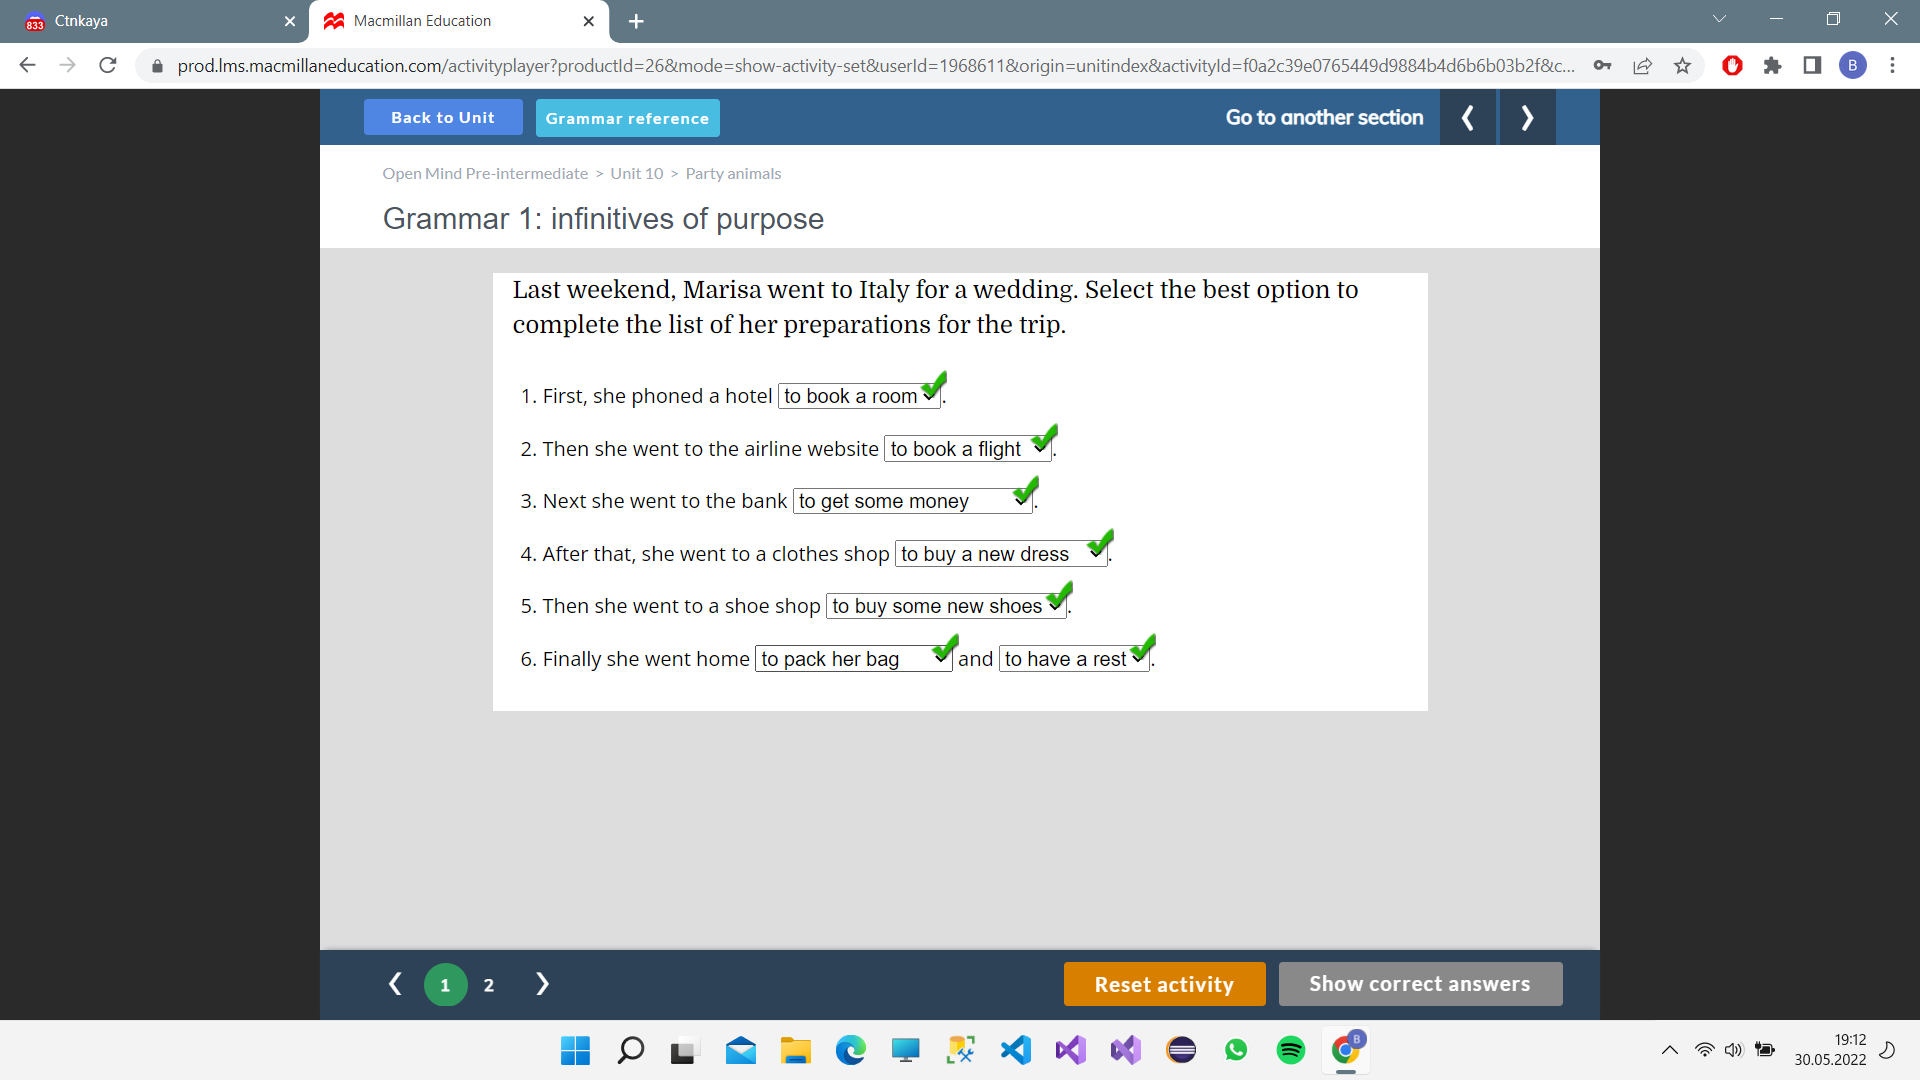 833 Ctnkaya
Macmillan Education
prod.lms.macmillaneducation.com/activityplayer?productId=26&mode=show-activity-set&userId=1968611&origin=unitindex&activityId=f0a2c39e0765449d9884b4d6b6b03b2f&c...
B
Back to Unit
Grammar reference
Go to another section
Open Mind Pre-intermediate > Unit 10 > Party animals
Grammar 1: infinitives of purpose
Last weekend, Marisa went to Italy for a wedding. Select the best option to
complete the list of her preparations for the trip.
1. First, she phoned a hotel to book a room.
2. Then she went to the airline website to book a flight.
3. Next she went to the bank to get some money.
4. After that, she went to a clothes shop to buy a new dress.
5. Then she went to a shoe shop to buy some new shoes.
6. Finally she went home to pack her bag and to have a rest.
1 2
Reset activity
Show correct answers
B
19:12
30.05.2022